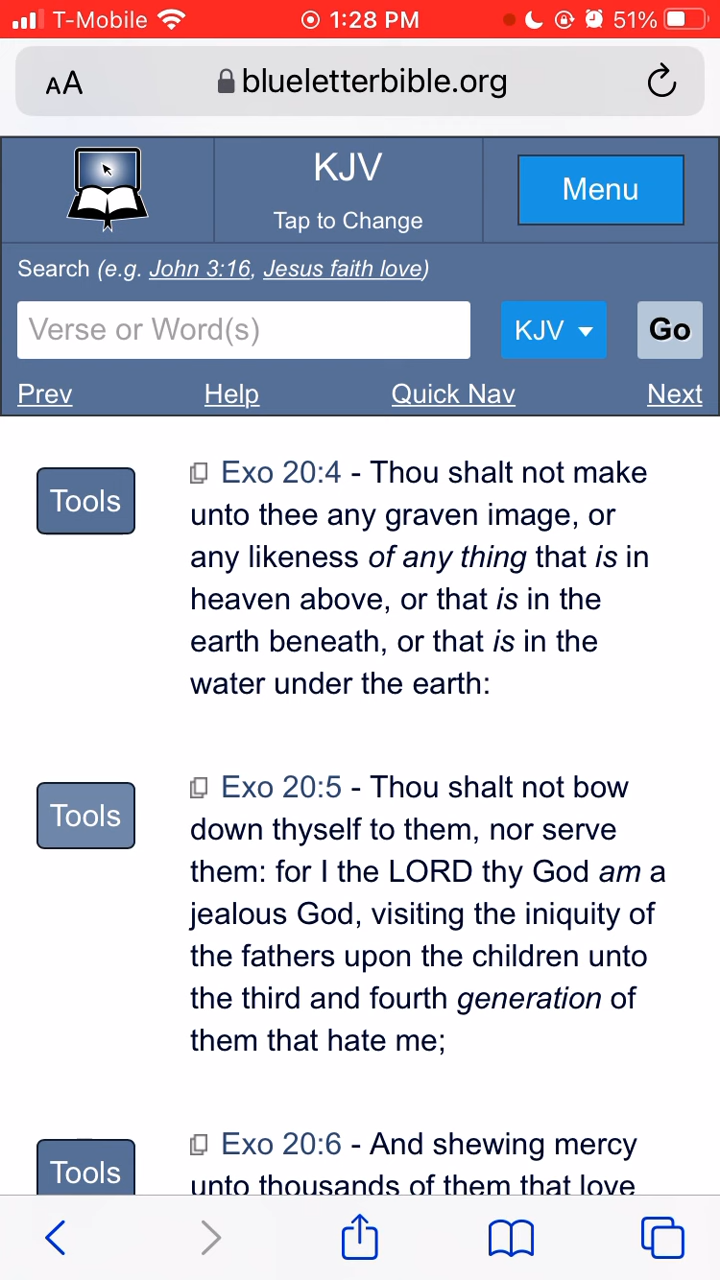 T-Mobile 1:28 PM 51%
AA blueletterbible.org
KJV
Tap to Change
Menu
Search (e.g. John 3:16, Jesus faith love)
Verse or Word(s) KJV Go
Prev Help Quick Nav Next
Tools
Exo 20:4 - Thou shalt not make
unto thee any graven image, or
any likeness of any thing that is in
heaven above, or that is in the
earth beneath, or that is in the
water under the earth:
Tools
Exo 20:5 - Thou shalt not bow
down thyself to them, nor serve
them: for I the LORD thy God am a
jealous God, visiting the iniquity of
the fathers upon the children unto
the third and fourth generation of
them that hate me;
Tools
Exo 20:6 - And shewing mercy
unto thousands of them that love